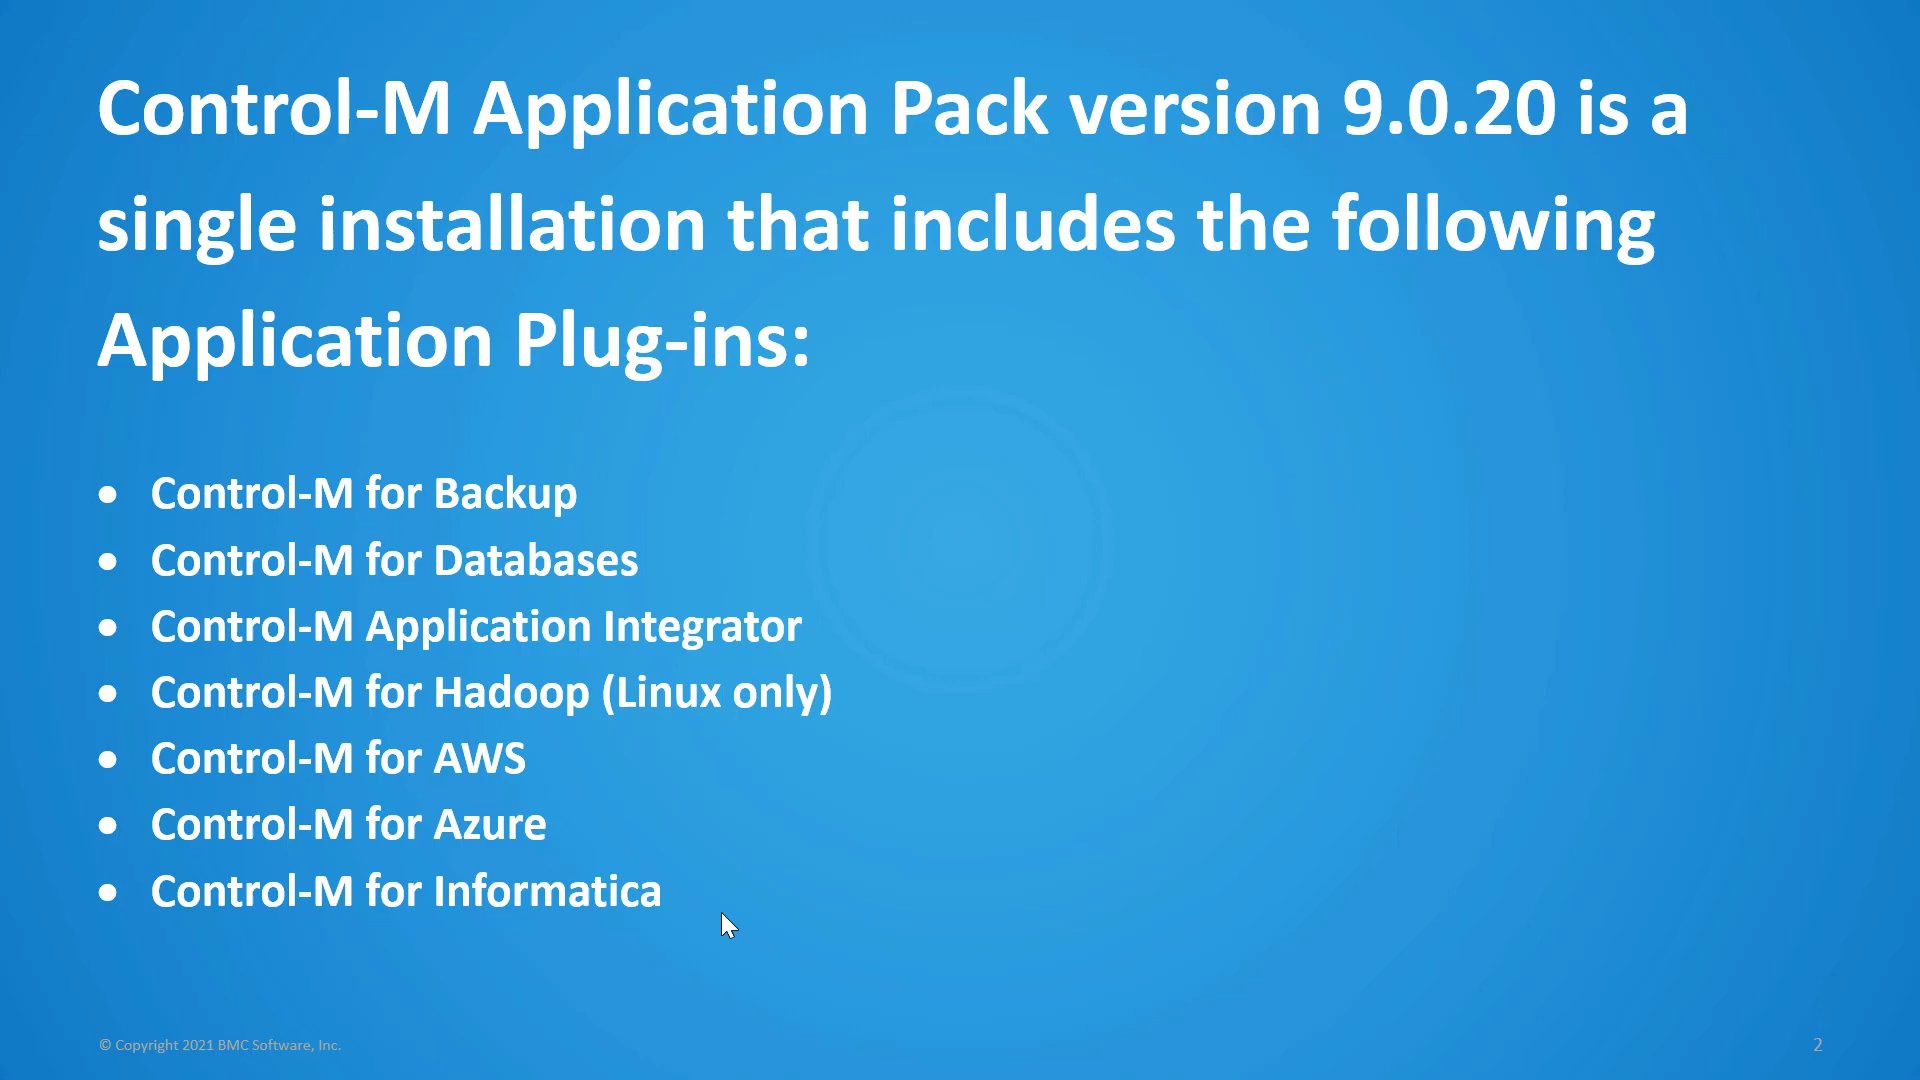 Control-M Application Pack version 9.0.20 is a
single installation that includes the following
Application Plug-ins:
• Control-M for Backup
• Control-M for Databases
• Control-M Application Integrator
• Control-M for Hadoop (Linux only)
• Control-M for AWS
• Control-M for Azure
• Control-M for Informatica
© Copyright 2021 BMC Software, Inc.
2